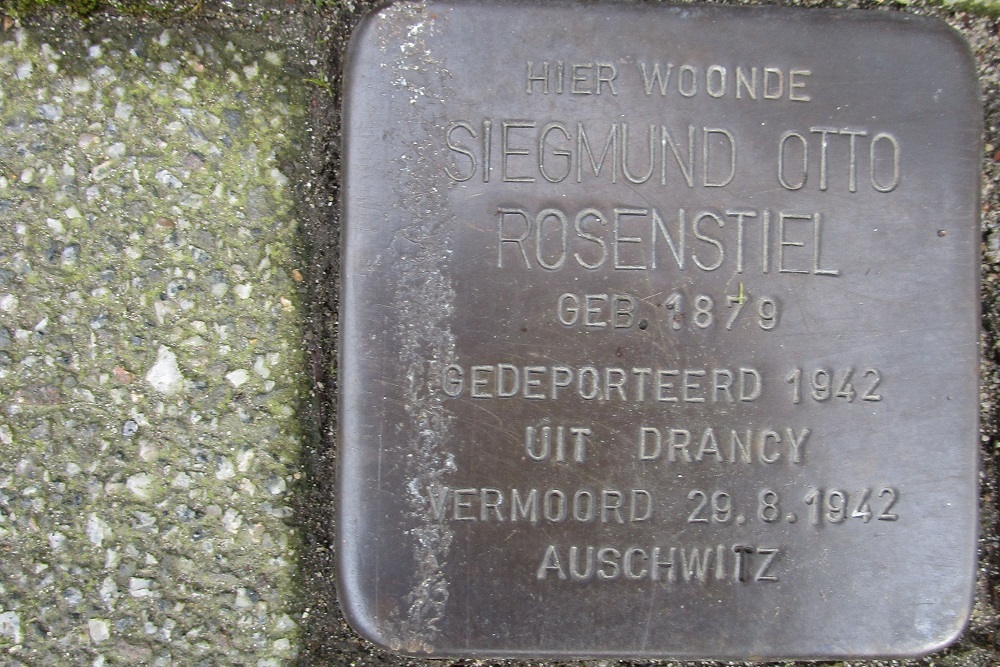 HIER WOONDE
SIEGMUND OTTO
ROSENSTIEL
GEB. 1879
GEDEPORTEERD 1942
UIT DRANCY
VERMOORD 29.8.1942
AUSCHWITZ